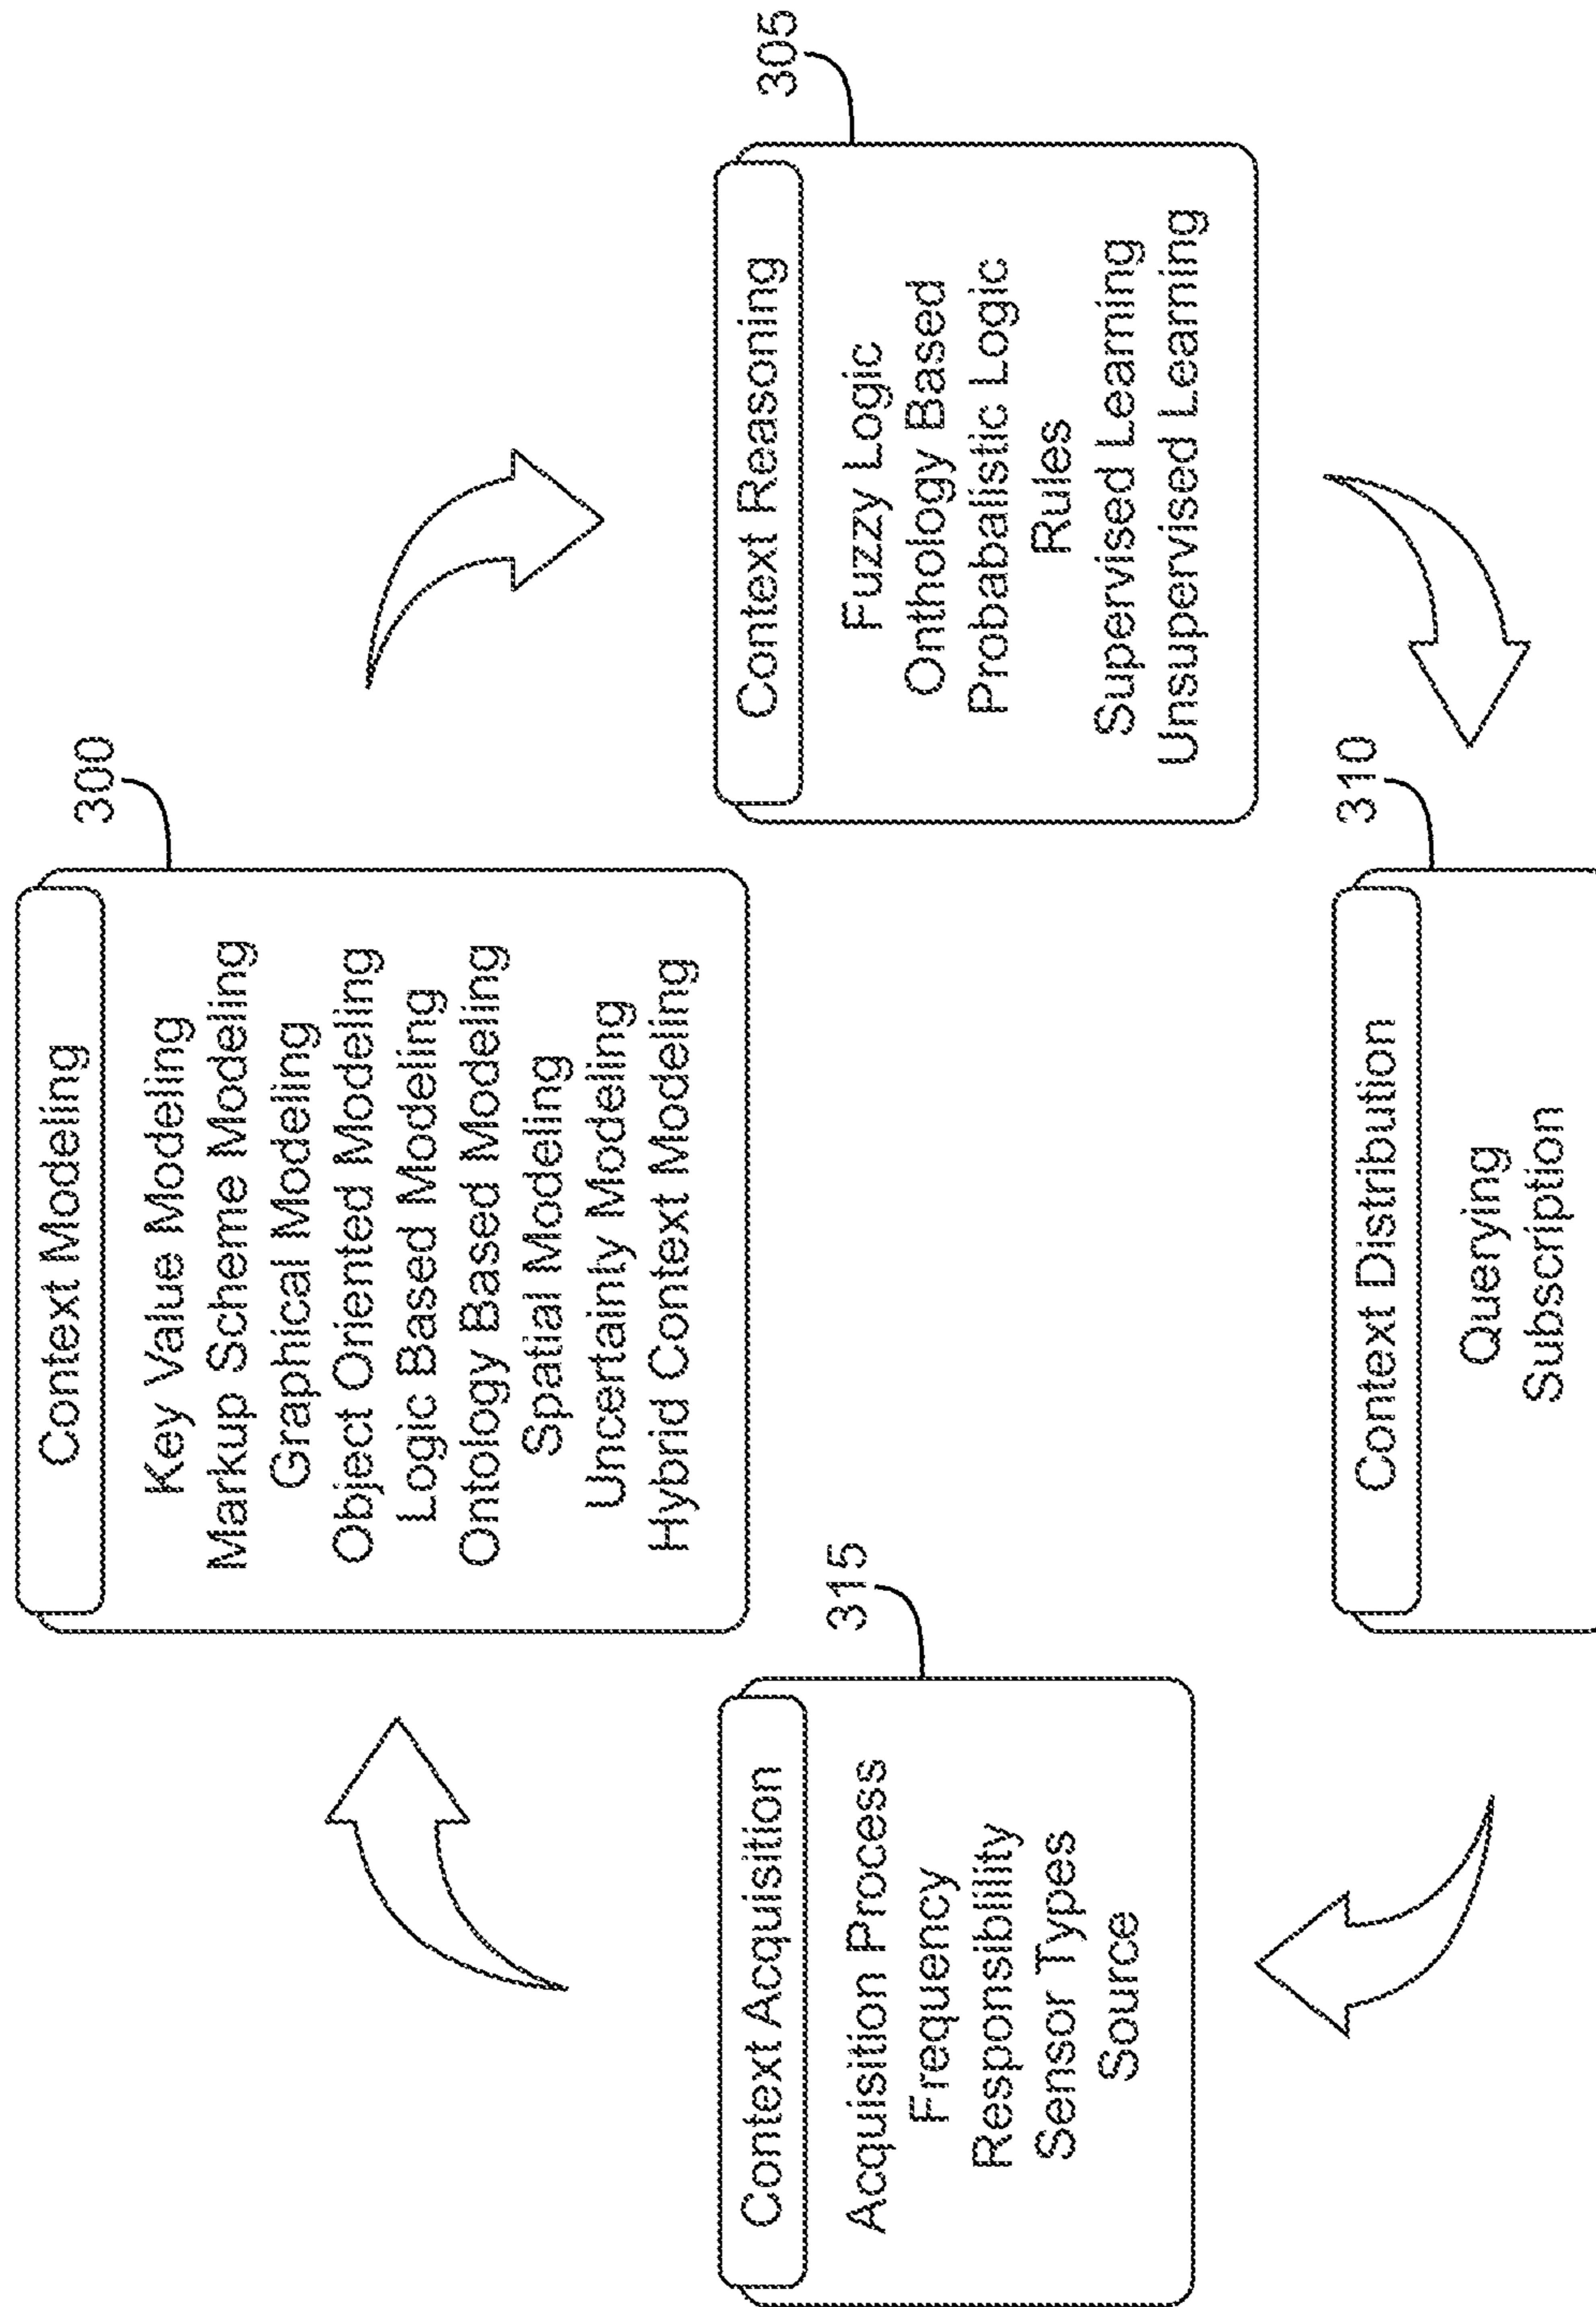 300
Context Modeling
Key Value Modeling
Markup Scheme Modeling
Graphical Modeling
Object Oriented Modeling
Logic Based Modeling
Ontology Based Modeling
Spatial Modeling
Uncertainty Modeling
Hybrid Context Modeling
305
Context Reasoning
Fuzzy Logic
Onthology Based
Probabalistic Logic
Rules
Supervised Learning
Unsupervised Learning
310
Context Distribution
Querying
Subscription
315
Context Acquisition
Acquisition Process
Frequency
Responsiblility
Sensor Types
Source